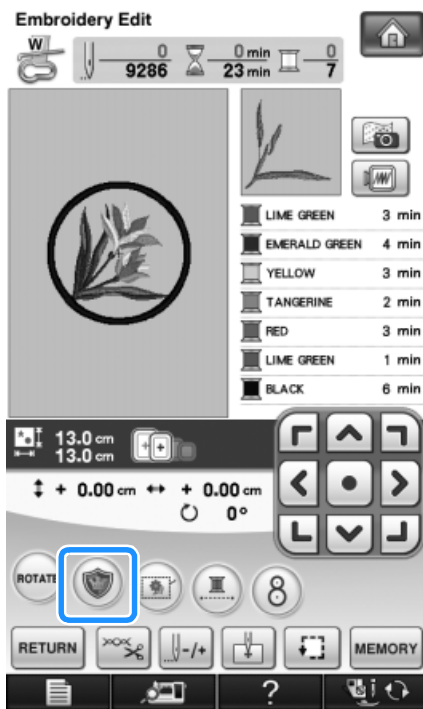 Embroidery Edit
W 0 0 min 0
9286 23 min 7
LIME GREEN 3 min
EMERALD GREEN 4 min
YELLOW 3 min
TANGERINE 2 min
RED 3 min
LIME GREEN 1 min
BLACK 6 min
13.0 cm
13.0 cm
+ 0.00 cm + 0.00 cm
0°
ROTATE 8
RETURN -/+ MEMORY
?